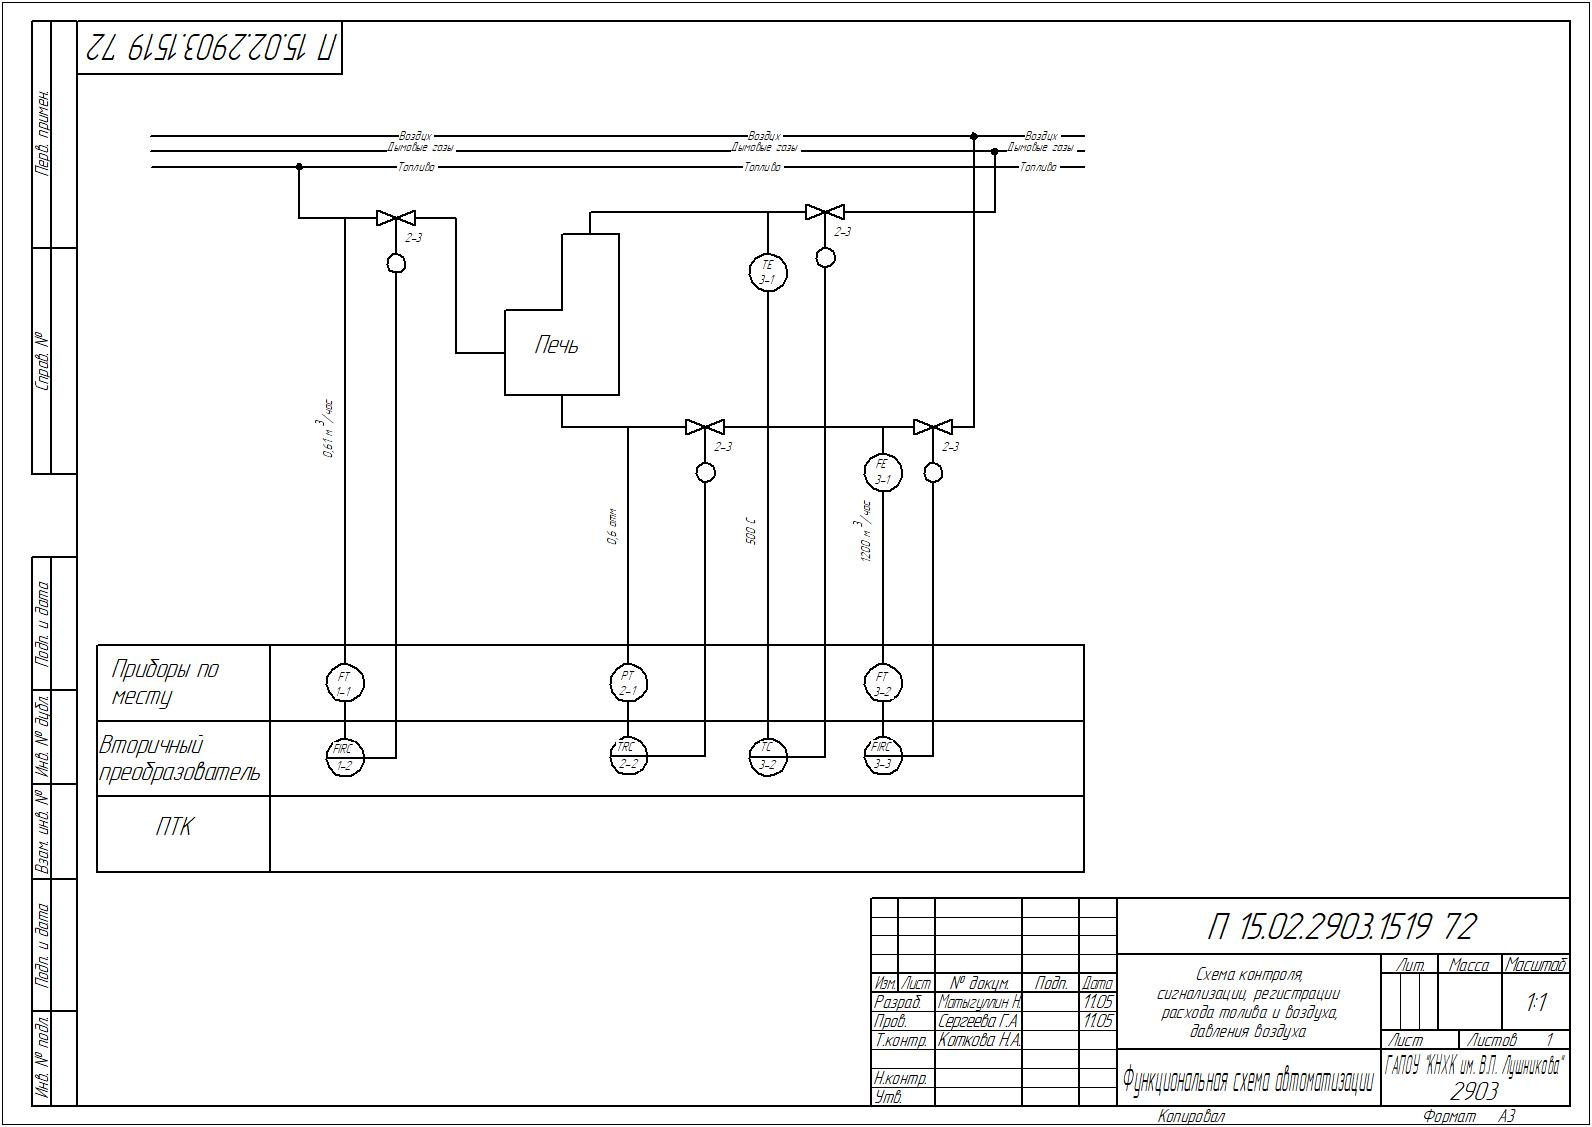 П 15.02.2903.1519 72
Перв. примен.
Справ. №
Подп. и дата
Инв. № дубл.
Взам. инв. №
Подп. и дата
Инв. № подл.
Воздих Воздих Воздих
Дымовые газы Дымовые газы Дымовые газы
Топливо Топливо Топливо
2-3
2-3
TE
3-1
Печь
0,61 м³/час
2-3
2-3
FE
3-1
0,6 атм
500 С
1200 м³/час
Приборы по
месту
FT
1-1
PT
2-1
FT
3-2
Вторичный
преобразователь
FIRC
1-2
TRC
2-2
TC
3-2
FIRC
3-3
ПТК
П 15.02.2903.1519 72
Схема контроля,
сигнализации, регистрации
расхода толива и воздуха,
давления воздуха.
Лит. Масса Масштаб
1:1
Изм. Лист № докум. Подп. Дата
Разраб. Матыгуллин Н. 11.05
Пров. Сергеева Г.А 11.05
Т.контр. Коткова Н.А.
Н.контр.
Утв.
Лист Листов 1
Функциональная схема автоматизации
ГАПОУ "КНХК им. В.П. Лушникова"
2903
Копировал Формат А3